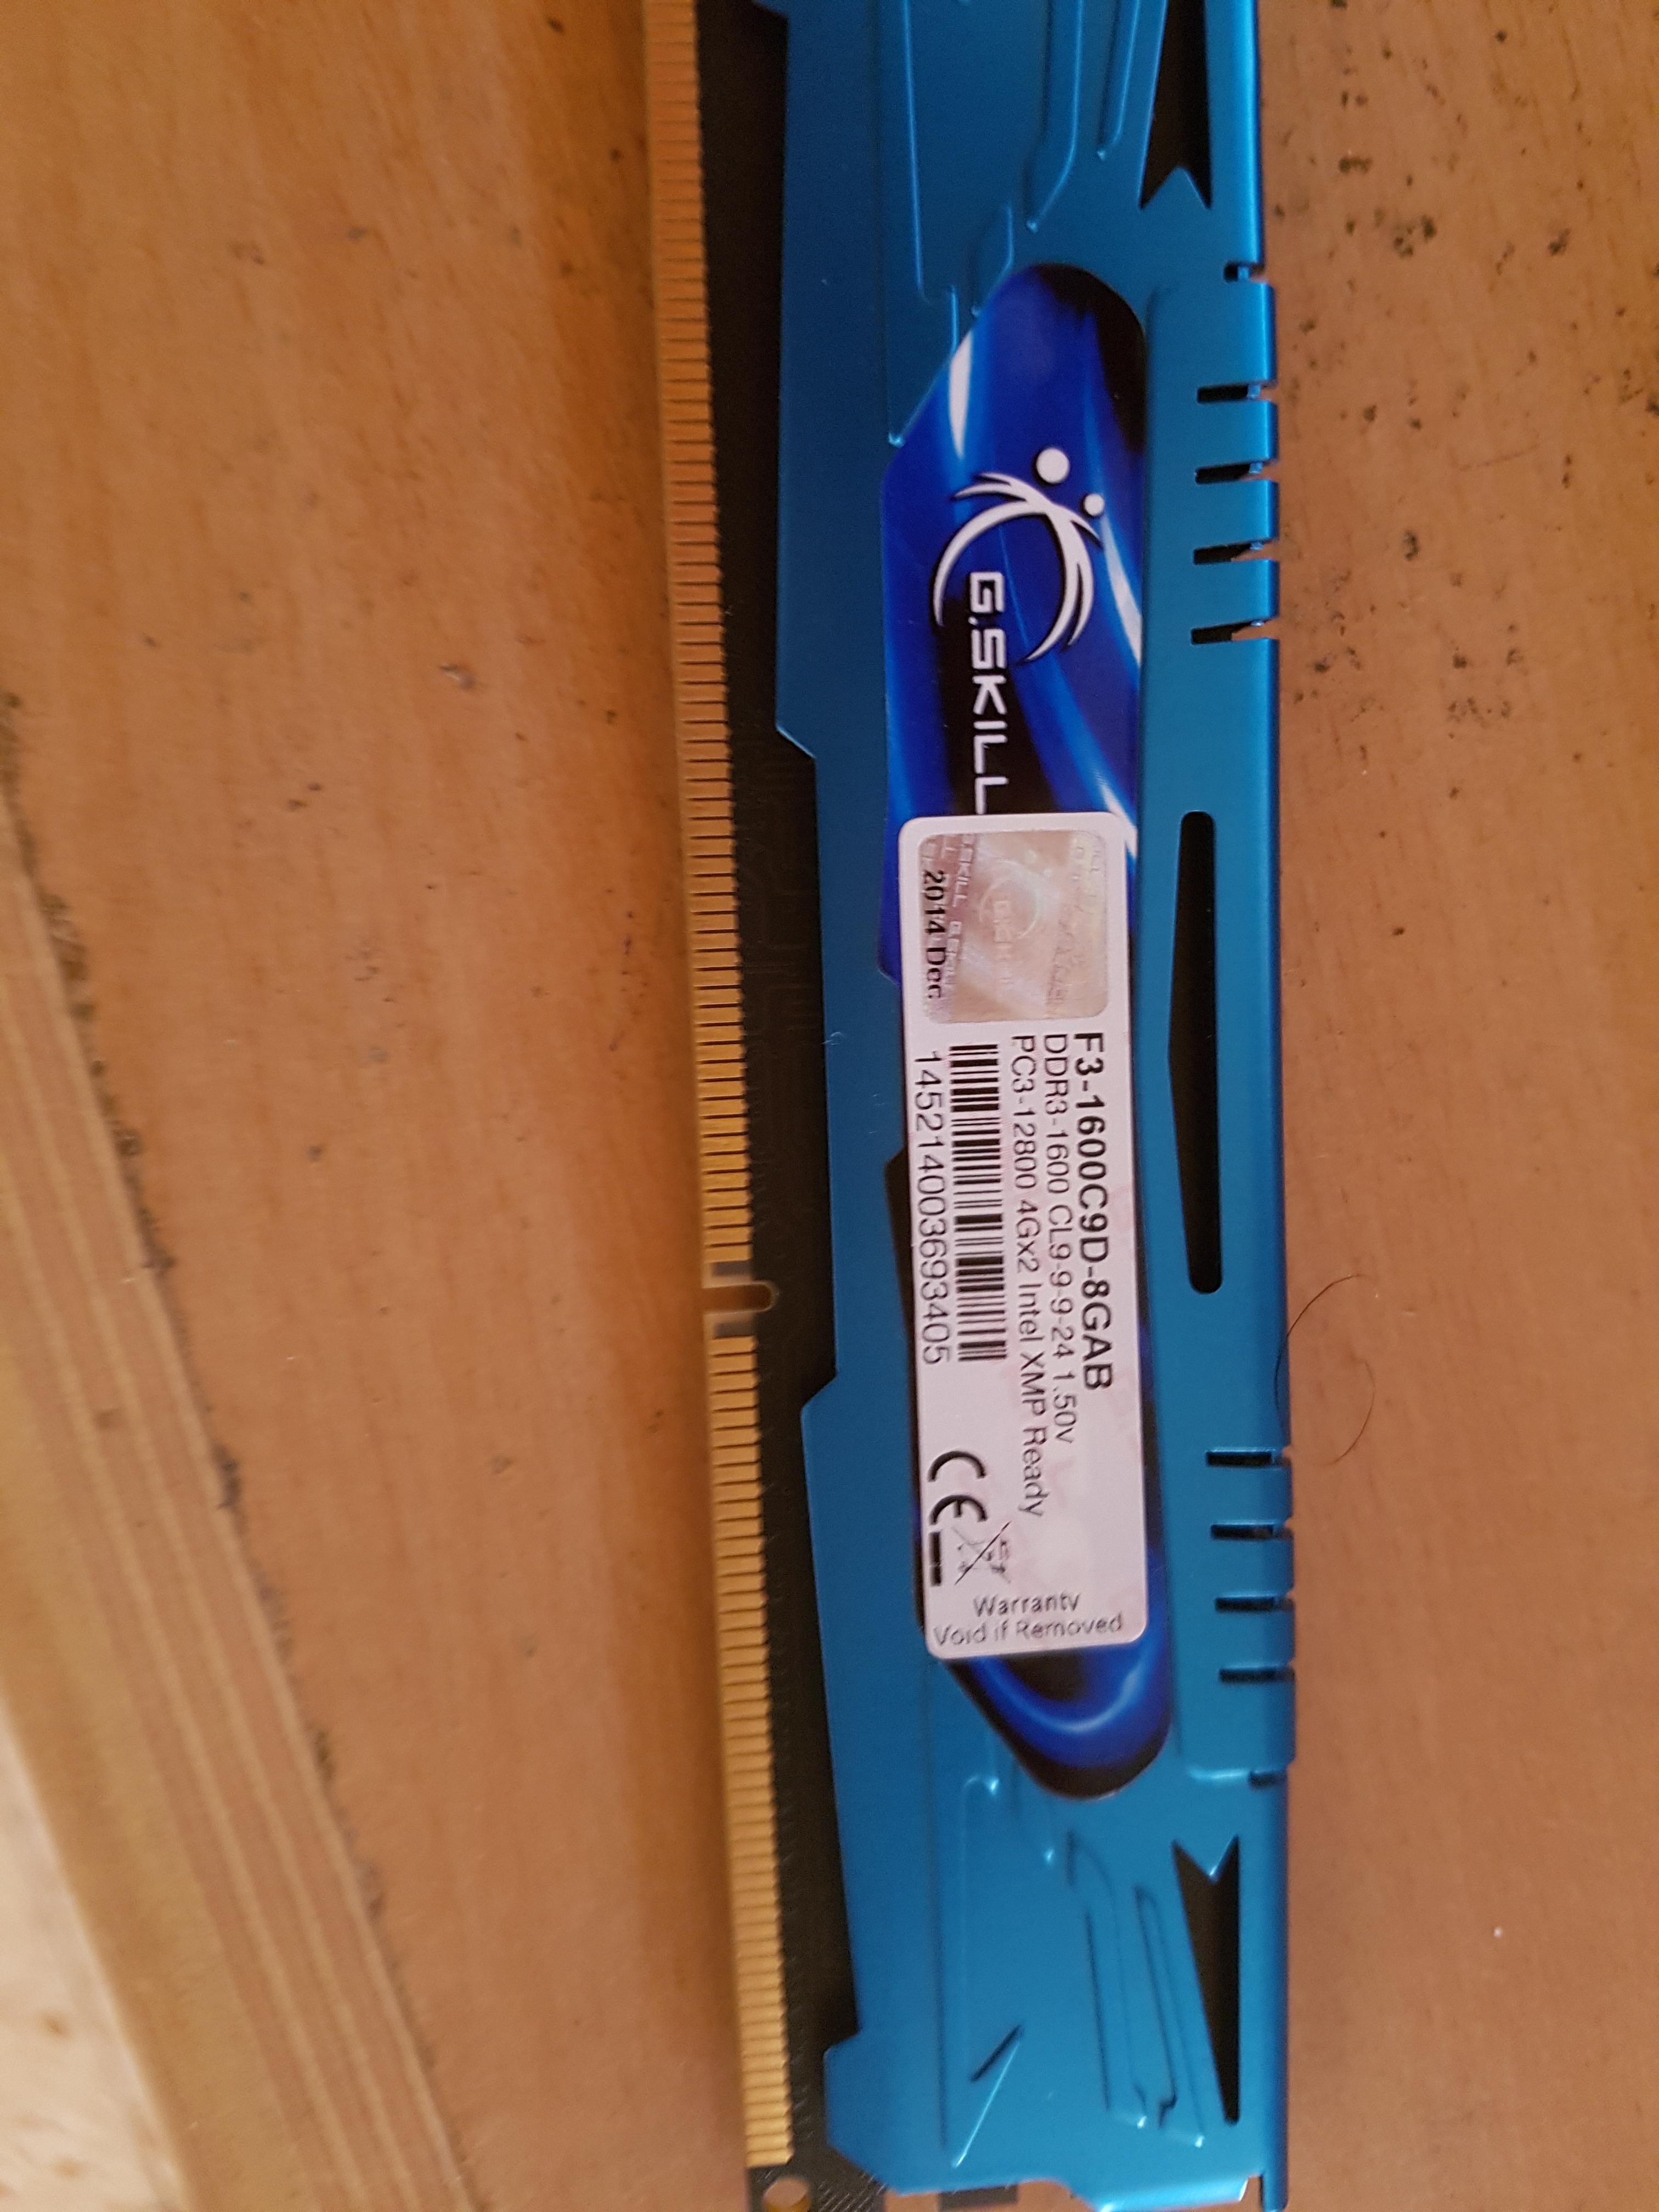 G.SKILL
2014 Dec
F3-1600C9D-8GAB
DDR3-1600 CL9-9-9-24 1.50v
PC3-12800 4Gx2 Intel XMP Ready
145214003693405
CE
Warranty
Void if Removed